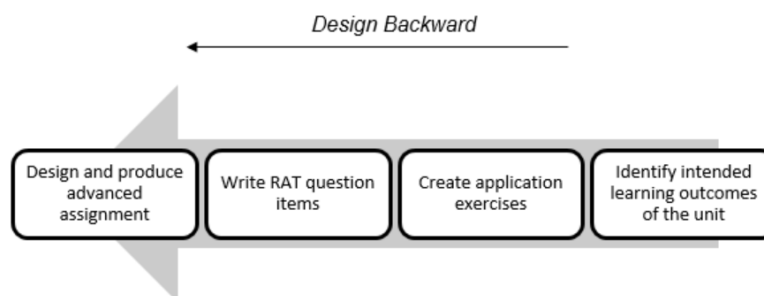 Design Backward
Design and produce
advanced
assignment
Write RAT question
items
Create application
exercises
Identify intended
learning outcomes
of the unit